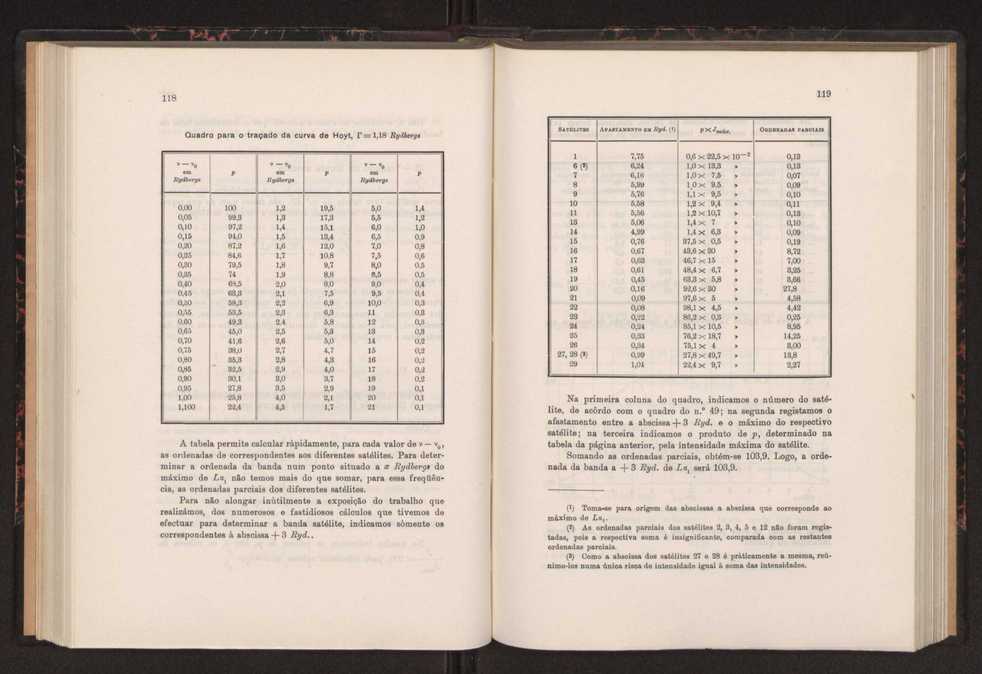 118
Quadro para o traçado da curva de Hoyt, Γ = 1,18 Rydbergs
ν — ν₀ em Rydbergs p ν — ν₀ em Rydbergs p ν — ν₀ em Rydbergs p
0,00 100 1,2 19,5 5,0 1,4
0,05 99,3 1,3 17,3 5,5 1,2
0,10 97,2 1,4 15,1 6,0 1,0
0,15 94,0 1,5 13,4 6,5 0,9
0,20 87,2 1,6 12,0 7,0 0,8
0,25 84,6 1,7 10,8 7,5 0,6
0,30 79,5 1,8 9,7 8,0 0,5
0,35 74 1,9 8,8 8,5 0,5
0,40 68,5 2,0 8,0 9,0 0,4
0,45 63,3 2,1 7,5 9,5 0,4
0,50 58,3 2,2 6,9 10,0 0,3
0,55 53,5 2,3 6,3 11 0,3
0,60 49,3 2,4 5,8 12 0,3
0,65 45,0 2,5 5,3 13 0,3
0,70 41,6 2,6 5,0 14 0,2
0,75 38,0 2,7 4,7 15 0,2
0,80 35,3 2,8 4,3 16 0,2
0,85 32,5 2,9 4,0 17 0,2
0,90 30,1 3,0 3,7 18 0,2
0,95 27,8 3,5 2,9 19 0,1
1,00 25,8 4,0 2,1 20 0,1
1,100 22,4 4,5 1,7 21 0,1
A tabela permite calcular ràpidamente, para cada valor de ν — ν₀,
as ordenadas de correspondentes aos diferentes satélites. Para deter-
minar a ordenada da banda num ponto situado a x Rydbergs do
máximo de Lα₁ não temos mais do que somar, para essa freqüên-
cia, as ordenadas parciais dos diferentes satélites.
Para não alongar inùtilmente a exposição do trabalho que
realizámos, dos numerosos e fastidiosos cálculos que tivemos de
efectuar para determinar a banda satélite, indicamos sòmente os
correspondentes à abscissa + 3 Ryd..
119
SATÉLITES AFASTAMENTO EM Ryd. (¹) p × J máx. ORDENADAS PARCIAIS
1 7,75 0,6 × 22,5 × 10⁻² 0,13
6 (²) 6,24 1,0 × 13,3 » 0,13
7 6,16 1,0 × 7,5 » 0,07
8 5,99 1,0 × 9,5 » 0,09
9 5,76 1,1 × 9,5 » 0,10
10 5,58 1,2 × 9,4 » 0,11
11 5,56 1,2 × 10,7 » 0,13
13 5,06 1,4 × 7 » 0,10
14 4,99 1,4 × 6,3 » 0,09
15 0,76 37,5 × 0,5 » 0,19
16 0,67 43,6 × 20 » 8,72
17 0,63 46,7 × 15 » 7,00
18 0,61 48,4 × 6,7 » 3,25
19 0,45 63,3 × 5,8 » 3,66
20 0,16 92,6 × 30 » 27,8
21 0,09 97,6 × 5 » 4,58
22 0,08 98,1 × 4,5 » 4,42
23 0,22 86,2 × 0,3 » 0,25
24 0,24 85,1 × 10,5 » 8,95
25 0,33 76,2 × 18,7 » 14,25
26 0,34 75,1 × 4 » 3,00
27, 28 (³) 0,99 27,8 × 49,7 » 13,8
29 1,04 22,4 × 9,7 » 2,27
Na primeira coluna do quadro, indicamos o número do saté-
lite, de acôrdo com o quadro do n.º 49; na segunda registamos o
afastamento entre a abscissa + 3 Ryd. e o máximo do respectivo
satélite; na terceira indicamos o produto de p, determinado na
tabela da página anterior, pela intensidade máxima do satélite.
Somando as ordenadas parciais, obtém-se 103,9. Logo, a orde-
nada da banda a + 3 Ryd. de Lα₁ será 103,9.
(¹) Toma-se para origem das abscissas a abscissa que corresponde ao
máximo de Lα₁.
(²) As ordenadas parciais dos satélites 2, 3, 4, 5 e 12 não foram regis-
tadas, pois a respectiva soma é insignificante, comparada com as restantes
ordenadas parciais.
(³) Como a abscissa dos satélites 27 e 28 é pràticamente a mesma, reü-
nimo-los numa única risca de intensidade igual à soma das intensidades.